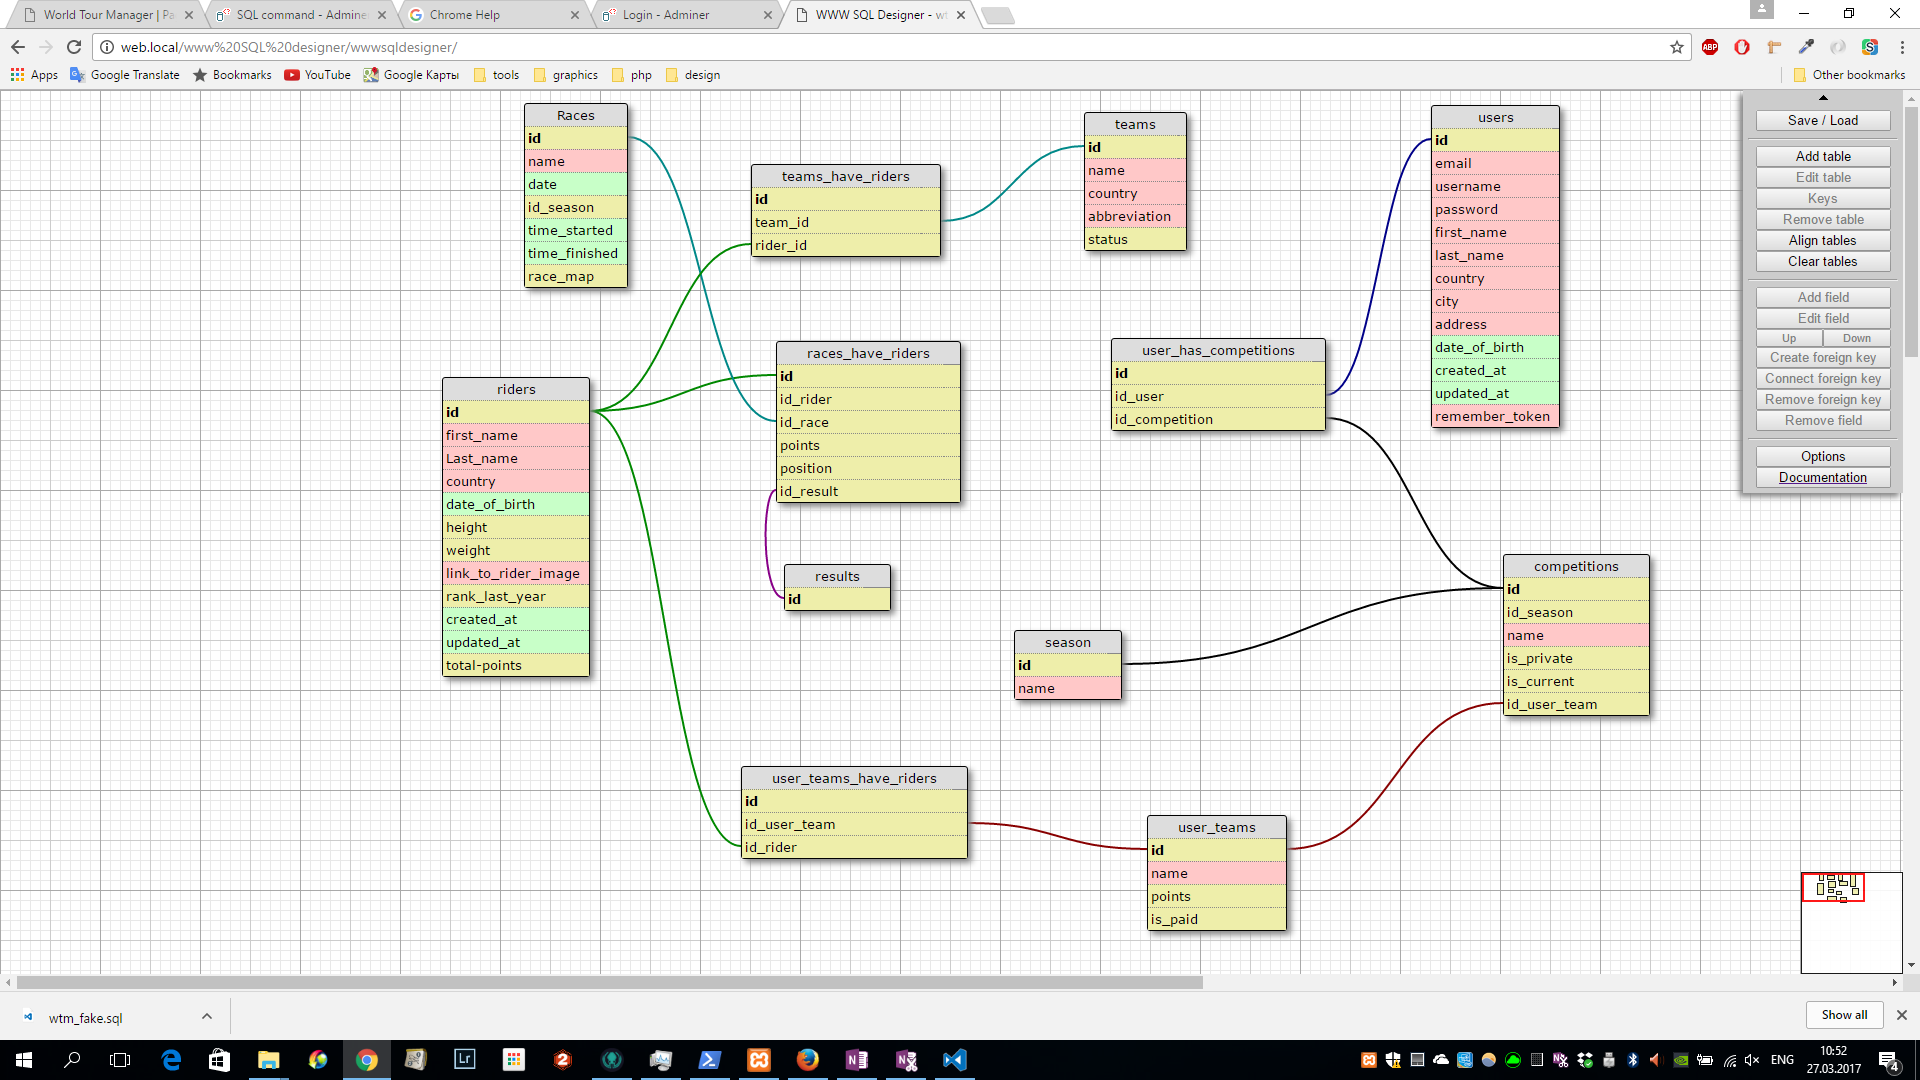 World Tour Manager | Pa
SQL command - Adminer
Chrome Help
Login - Adminer
WWW SQL Designer - wt
web.local/www%20SQL%20designer/wwwsqldesigner/
ABP
Apps
Google Translate
Bookmarks
YouTube
Google Карты
tools
graphics
php
design
Other bookmarks
Races
id
name
date
id_season
time_started
time_finished
race_map
teams_have_riders
id
team_id
rider_id
teams
id
name
country
abbreviation
status
users
id
email
username
password
first_name
last_name
country
city
address
date_of_birth
created_at
updated_at
remember_token
riders
id
first_name
Last_name
country
date_of_birth
height
weight
link_to_rider_image
rank_last_year
created_at
updated_at
total-points
races_have_riders
id
id_rider
id_race
points
position
id_result
user_has_competitions
id
id_user
id_competition
results
id
season
id
name
competitions
id
id_season
name
is_private
is_current
id_user_team
user_teams_have_riders
id
id_user_team
id_rider
user_teams
id
name
points
is_paid
Save / Load
Add table
Edit table
Keys
Remove table
Align tables
Clear tables
Add field
Edit field
Up
Down
Create foreign key
Connect foreign key
Remove foreign key
Remove field
Options
Documentation
wtm_fake.sql
Show all
Lr
ENG
10:52
27.03.2017
4